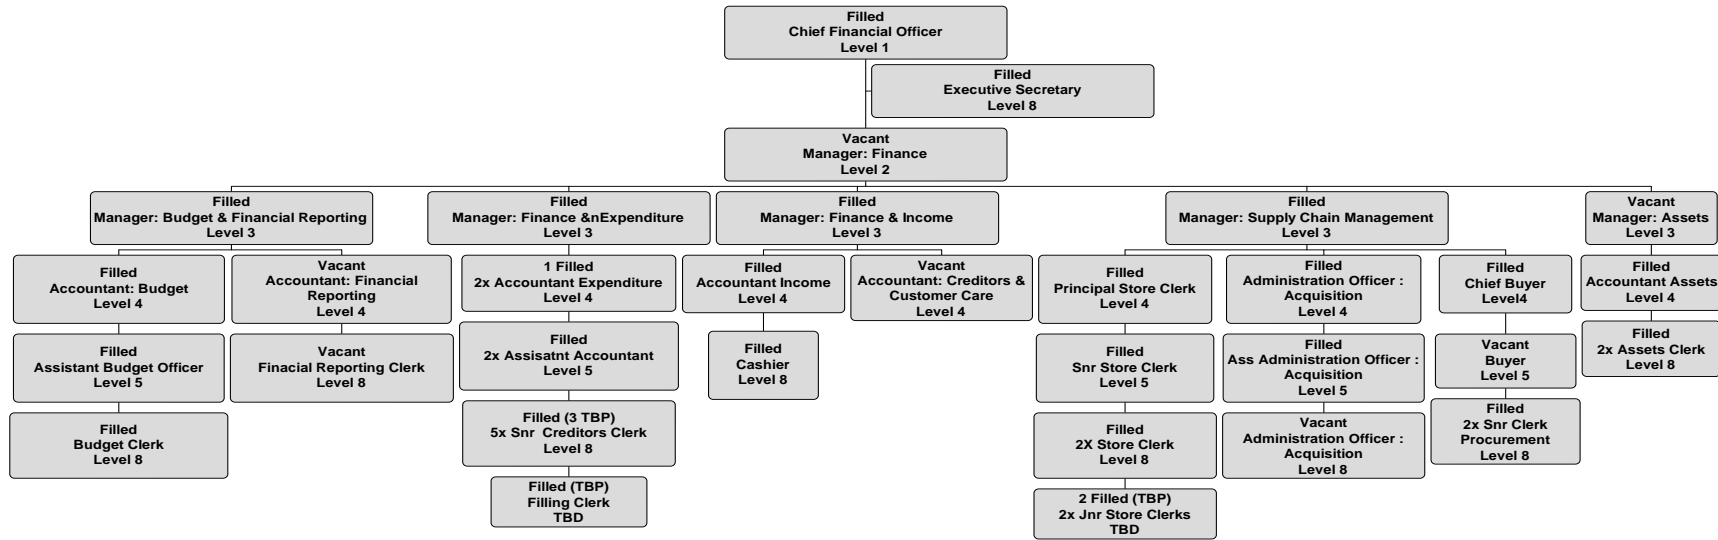 Filled
Chief Financial Officer
Level 1
Filled
Executive Secretary
Level 8
Vacant
Manager: Finance
Level 2
Filled
Manager: Budget & Financial Reporting
Level 3
Filled
Manager: Finance &nExpenditure
Level 3
Filled
Manager: Finance & Income
Level 3
Filled
Manager: Supply Chain Management
Level 3
Vacant
Manager: Assets
Level 3
Filled
Accountant: Budget
Level 4
Vacant
Accountant: Financial
Reporting
Level 4
1 Filled
2x Accountant Expenditure
Level 4
Filled
Accountant Income
Level 4
Vacant
Accountant: Creditors &
Customer Care
Level 4
Filled
Principal Store Clerk
Level 4
Filled
Administration Officer :
Acquisition
Level 4
Filled
Chief Buyer
Level4
Filled
Accountant Assets
Level 4
Filled
Assistant Budget Officer
Level 5
Vacant
Finacial Reporting Clerk
Level 8
Filled
2x Assisatnt Accountant
Level 5
Filled
Cashier
Level 8
Filled
Snr Store Clerk
Level 5
Filled
Ass Administration Officer :
Acquisition
Level 5
Vacant
Buyer
Level 5
Filled
2x Assets Clerk
Level 8
Filled
Budget Clerk
Level 8
Filled (3 TBP)
5x Snr Creditors Clerk
Level 8
Filled
2X Store Clerk
Level 8
Vacant
Administration Officer :
Acquisition
Level 8
Filled
2x Snr Clerk
Procurement
Level 8
Filled (TBP)
Filling Clerk
TBD
2 Filled (TBP)
2x Jnr Store Clerks
TBD